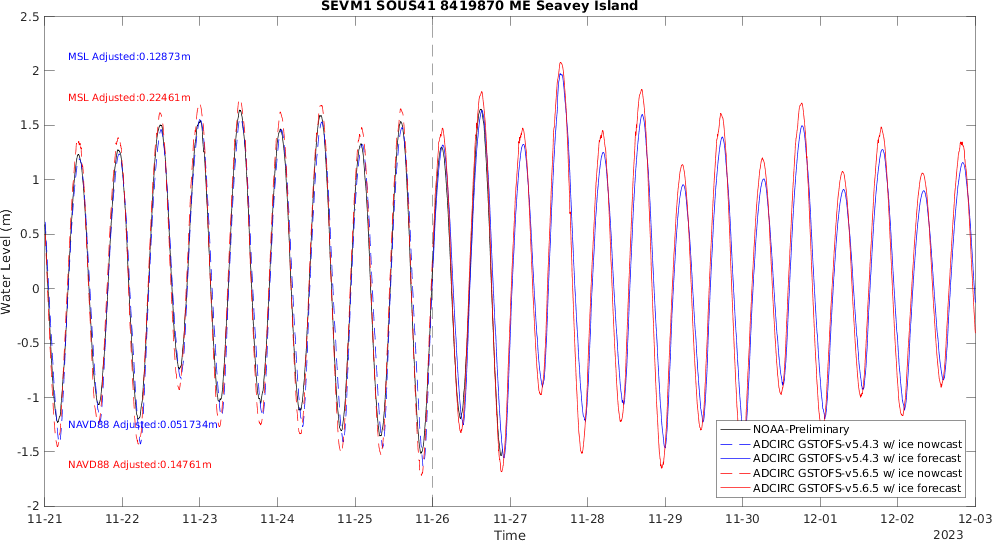 SEVM1 SOUS41 8419870 ME Seavey Island
2.5
2
1.5
1
0.5
0
-0.5
-1
-1.5
-2
Water Level (m)
MSL Adjusted:0.12873m
MSL Adjusted:0.22461m
NAVD88 Adjusted:0.051734m
NAVD88 Adjusted:0.14761m
NOAA-Preliminary
ADCIRC GSTOFS-v5.4.3 w/ ice nowcast
ADCIRC GSTOFS-v5.4.3 w/ ice forecast
ADCIRC GSTOFS-v5.6.5 w/ ice nowcast
ADCIRC GSTOFS-v5.6.5 w/ ice forecast
11-21 11-22 11-23 11-24 11-25 11-26 11-27 11-28 11-29 11-30 12-01 12-02 12-03
Time
2023